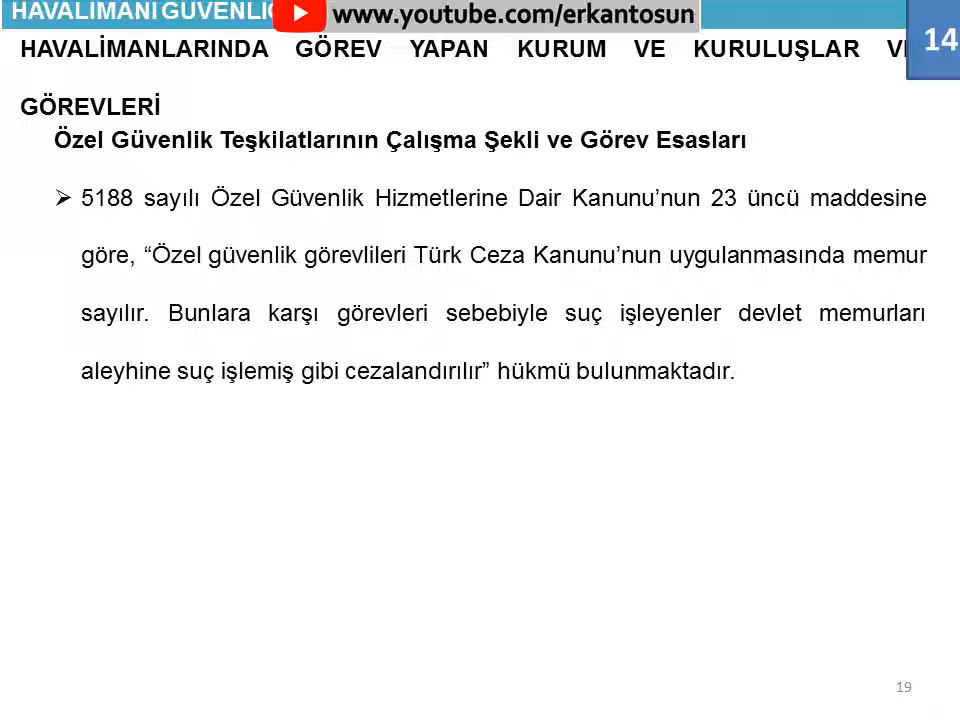 HAVALİMANI GÜVENLİĞ
www.youtube.com/erkantosun
14
HAVALİMANLARINDA GÖREV YAPAN KURUM VE KURULUŞLAR
GÖREVLERİ
Özel Güvenlik Teşkilatlarının Çalışma Şekli ve Görev Esasları
➢ 5188 sayılı Özel Güvenlik Hizmetlerine Dair Kanunu’nun 23 üncü maddesine
göre, “Özel güvenlik görevlileri Türk Ceza Kanunu’nun uygulanmasında memur
sayılır. Bunlara karşı görevleri sebebiyle suç işleyenler devlet memurları
aleyhine suç işlemiş gibi cezalandırılır” hükmü bulunmaktadır.
19